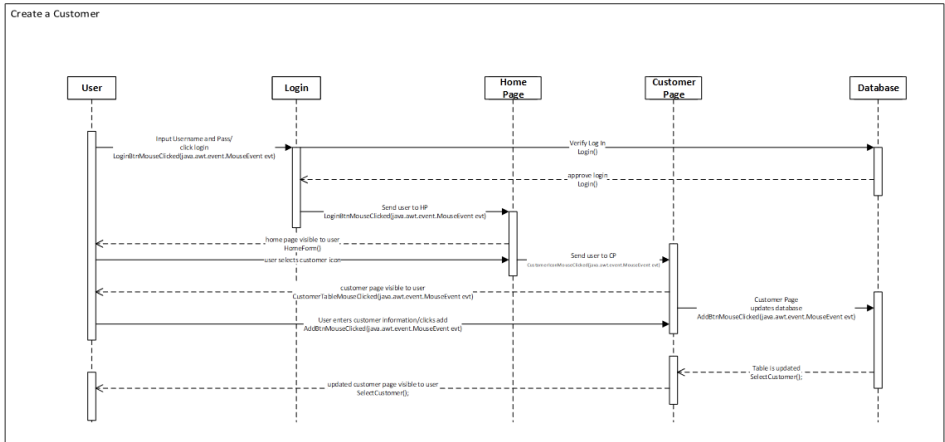 Create a Customer
User
Login
Home
Page
Customer
Page
Database
Input Username and Pass/
click login
LoginBtnMouseClicked(java.awt.event.MouseEvent evt)
Verify Log In
Login()
approve login
Login()
Send user to HP
LoginBtnMouseClicked(java.awt.event.MouseEvent evt)
home page visible to user
HomeForm()
user selects customer icon
Send user to CP
customer page visible to user
CustomerTableMouseClicked(java.awt.event.MouseEvent evt)
Customer Page
updates database
AddBtnMouseClicked(java.awt.event.MouseEvent evt)
User enters customer information/clicks add
AddBtnMouseClicked(java.awt.event.MouseEvent evt)
Table is updated
SelectCustomer();
updated customer page visible to user
SelectCustomer();